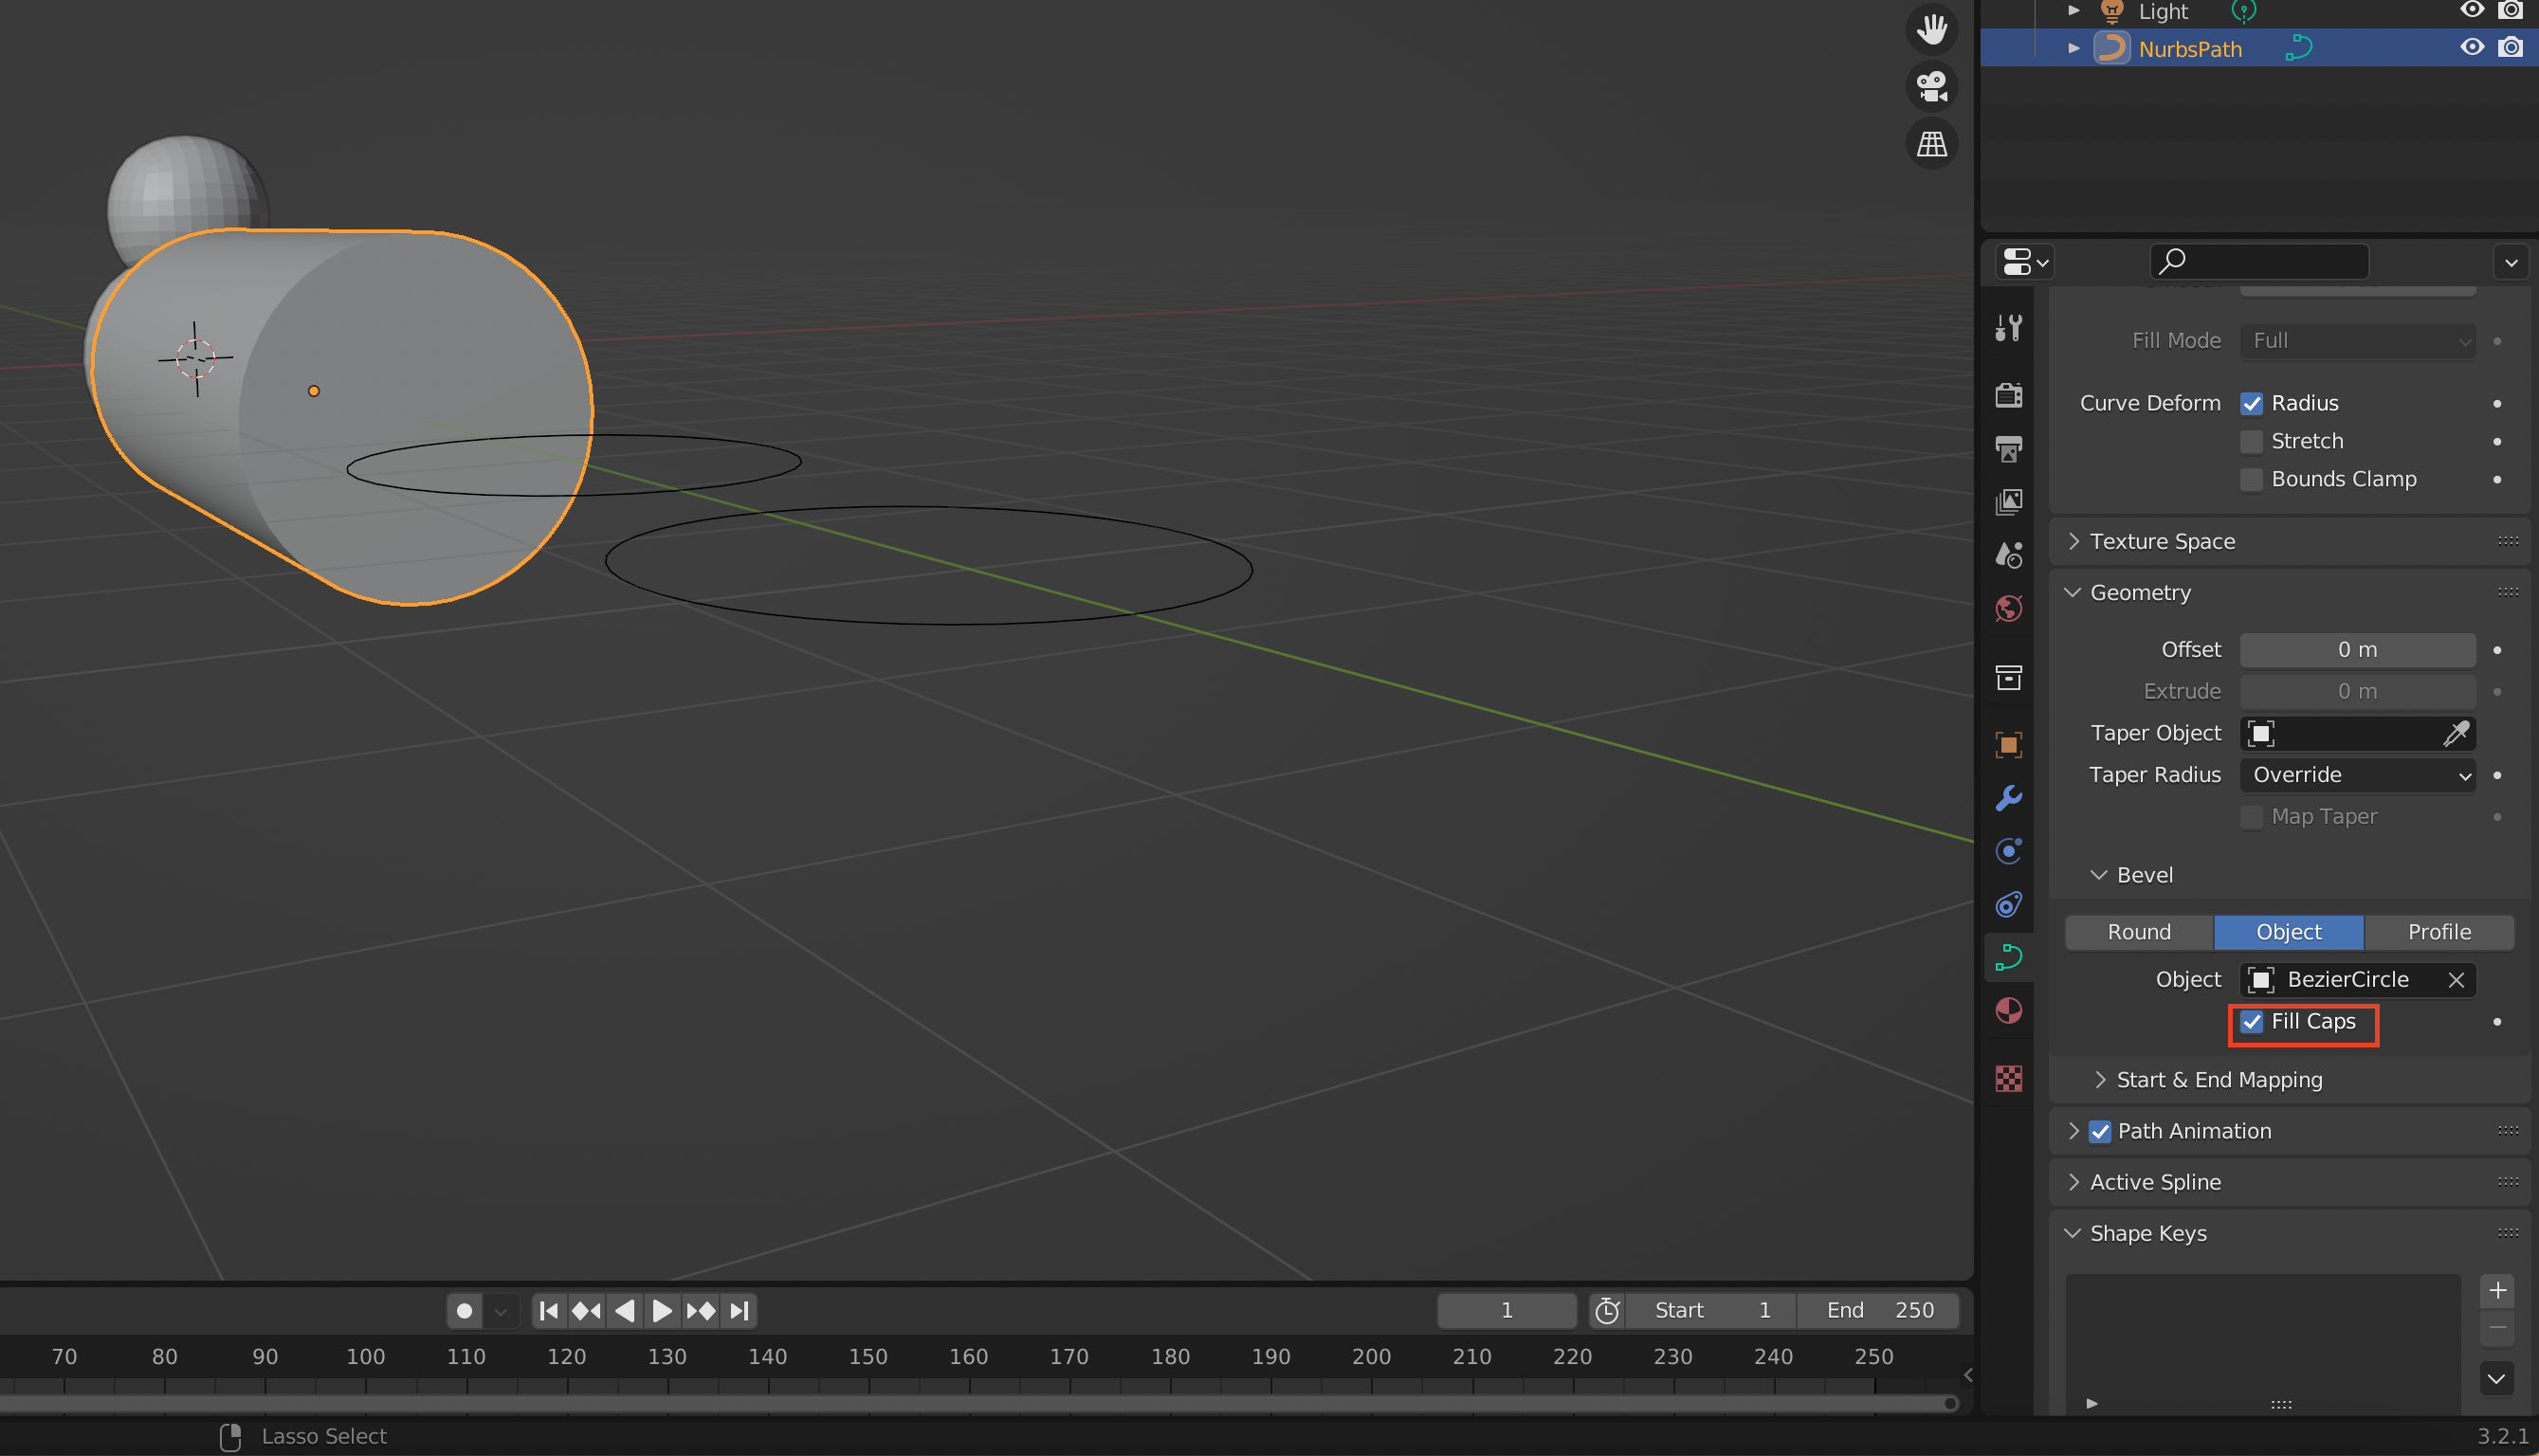 Light
NurbsPath
Fill Mode Full
Curve Deform Radius
Stretch
Bounds Clamp
Texture Space
Geometry
Offset 0 m
Extrude 0 m
Taper Object
Taper Radius Override
Map Taper
Bevel
Round Object Profile
Object BezierCircle
Fill Caps
Start & End Mapping
Path Animation
Active Spline
Shape Keys
1 Start 1 End 250
70 80 90 100 110 120 130 140 150 160 170 180 190 200 210 220 230 240 250
Lasso Select
3.2.1